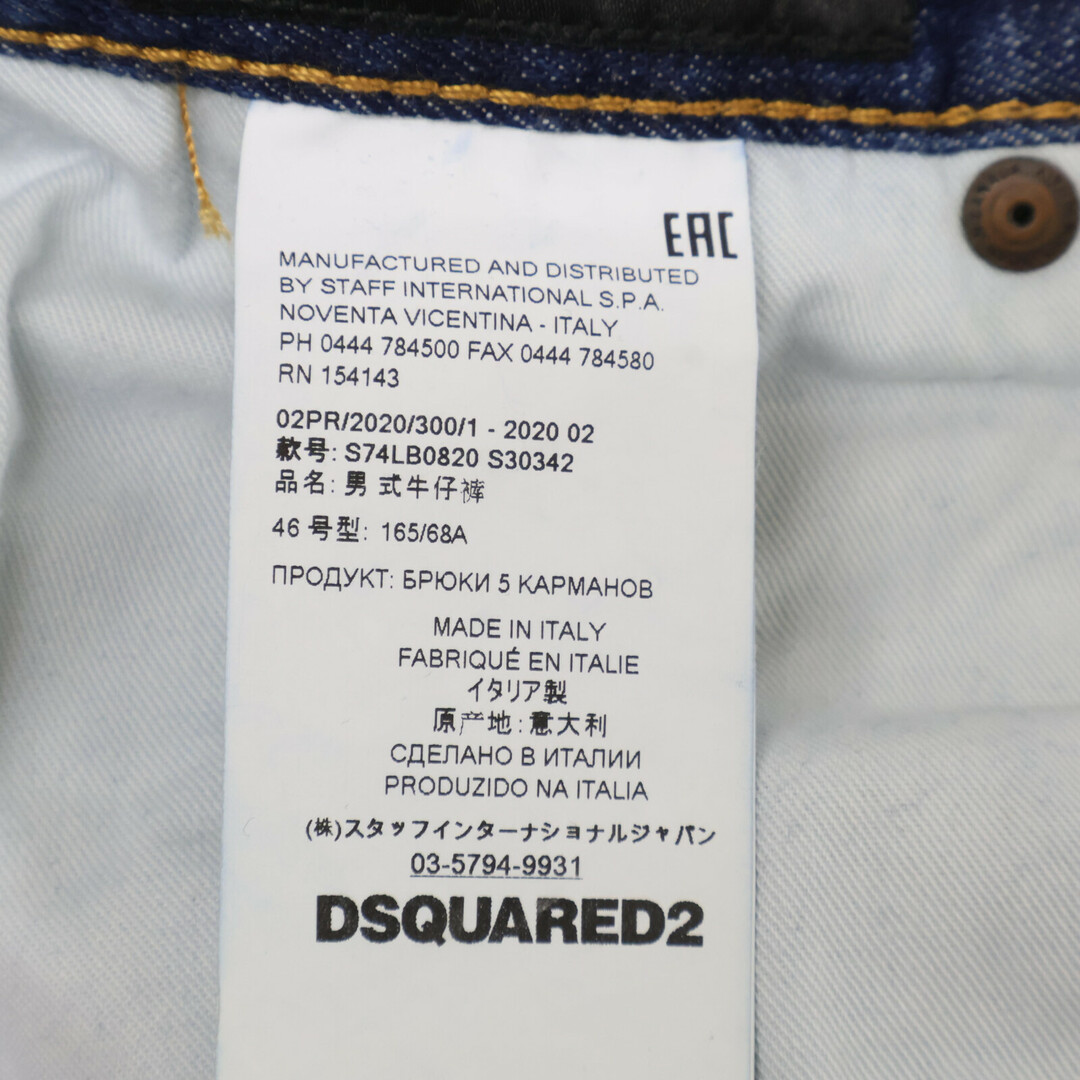 EAC
MANUFACTURED AND DISTRIBUTED
BY STAFF INTERNATIONAL S.P.A.
NOVENTA VICENTINA - ITALY
PH 0444 784500 FAX 0444 784580
RN 154143
02PR/2020/300/1 - 2020 02
款号: S74LB0820 S30342
品名: 男 式牛仔裤
46 号型: 165/68A
ПРОДУКТ: БРЮКИ 5 КАРМАНОВ
MADE IN ITALY
FABRIQUÉ EN ITALIE
イタリア製
原产地: 意大利
СДЕЛАНО В ИТАЛИИ
PRODUZIDO NA ITALIA
(株)スタッフインターナショナルジャパン
03-5794-9931
DSQUARED2